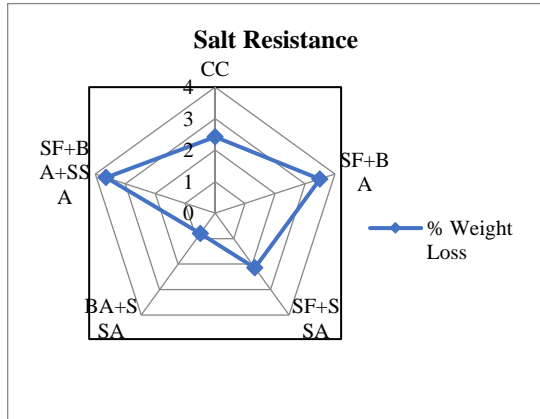 Salt Resistance
CC
4
3
2
1
0
SF+B
A
SF+S
SA
BA+S
SA
SF+B
A+SS
A
% Weight
Loss